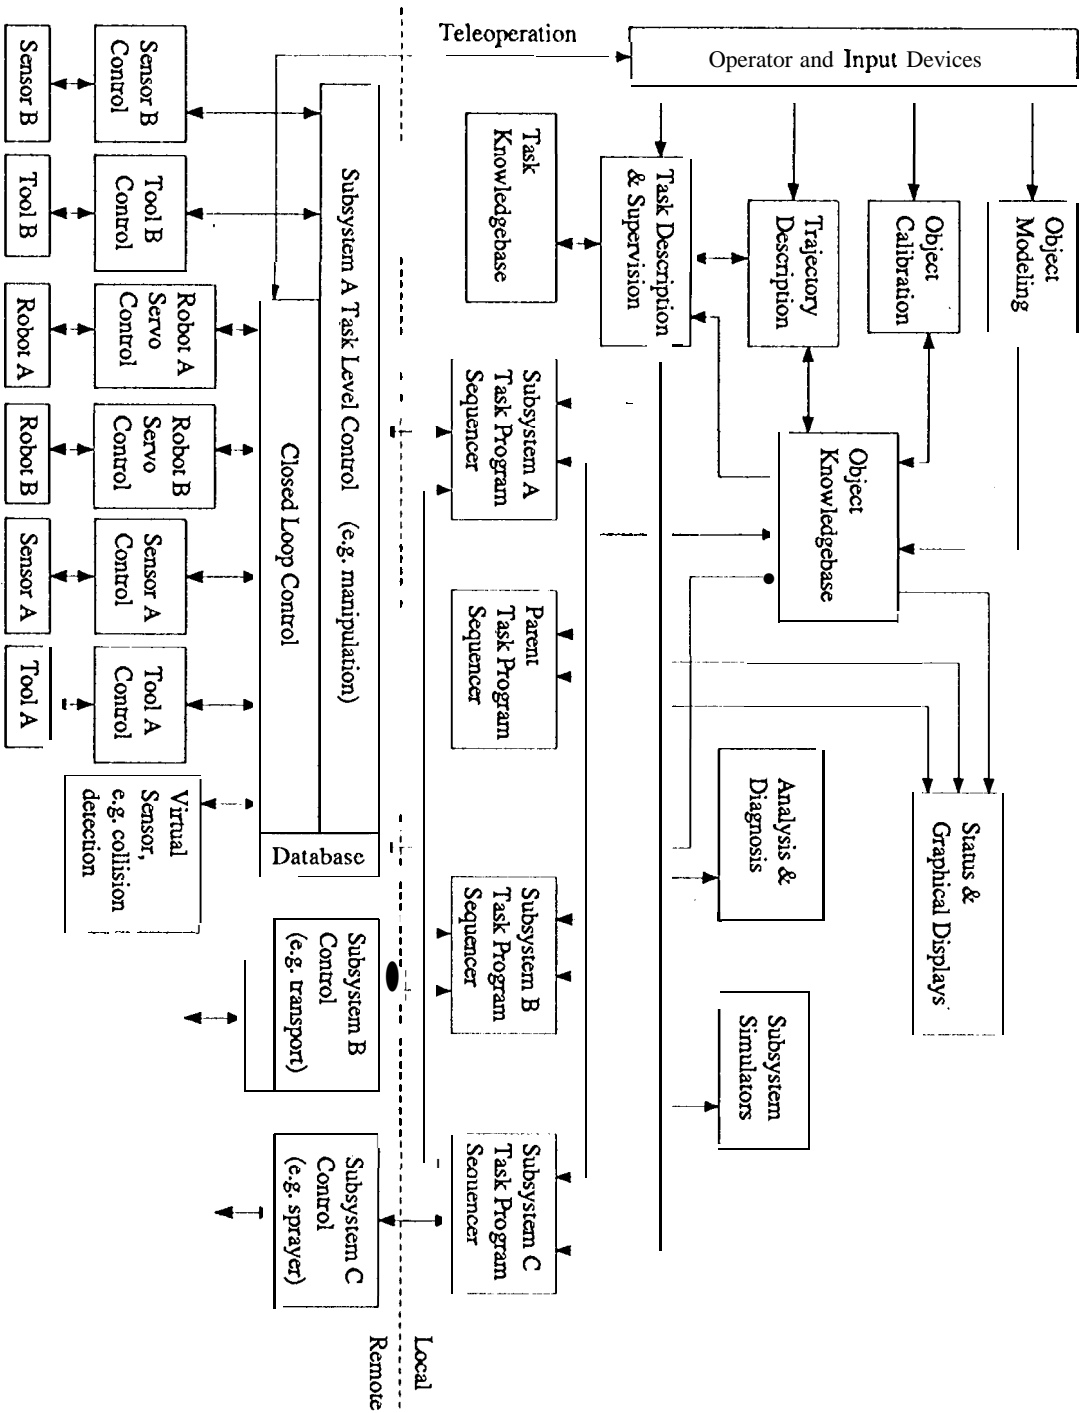 Teleoperation
Operator and Input Devices
Object
Modeling
Object
Calibration
Trajectory
Description
Task Description
& Supervision
Task
Knowledgebase
Object
Knowledgebase
Status &
Graphical Displays
Analysis &
Diagnosis
Subsystem
Simulators
Subsystem A
Task Program
Sequencer
Parent
Task Program
Sequencer
Subsystem B
Task Program
Sequencer
Subsystem C
Task Program
Sequencer
Local
Remote
Subsystem A Task Level Control (e.g. manipulation)
Closed Loop Control
Database
Subsystem B
Control
(e.g. transport)
Subsystem C
Control
(e.g. sprayer)
Sensor B
Control
Tool B
Control
Robot A
Servo
Control
Robot B
Servo
Control
Sensor A
Control
Tool A
Control
Virtual
Sensor,
e.g. collision
detection
Sensor B
Tool B
Robot A
Robot B
Sensor A
Tool A